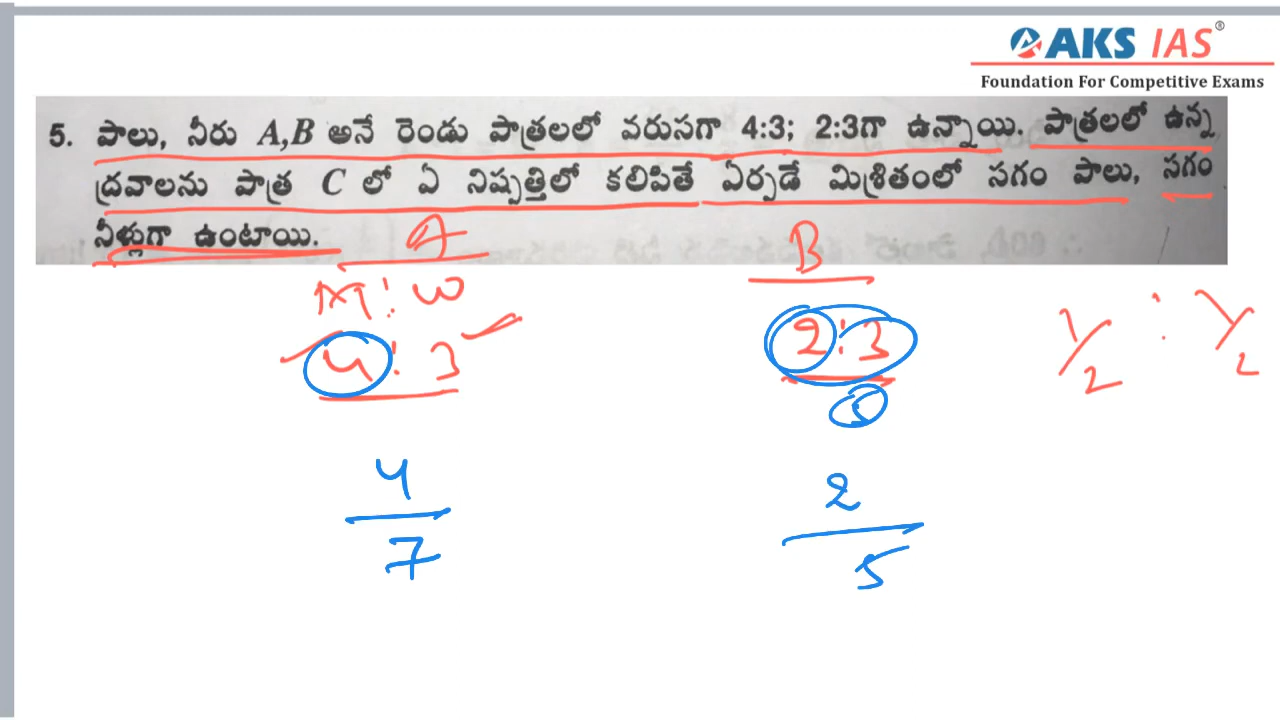 AKS IAS®
Foundation For Competitive Exams
5. పాలు, నీరు A,B అనే రెండు పాత్రలలో వరుసగా 4:3; 2:3గా ఉన్నాయి. పాత్రలలో ఉన్న
ద్రవాలను పాత్ర C లో ఏ నిష్పత్తిలో కలిపితే ఏర్పడే మిశ్రితంలో సగం పాలు, సగం
నీళ్లుగా ఉంటాయి.
A B
M : W
4 : 3 2 : 3 1/2 : 1/2
5
4/7 2/5